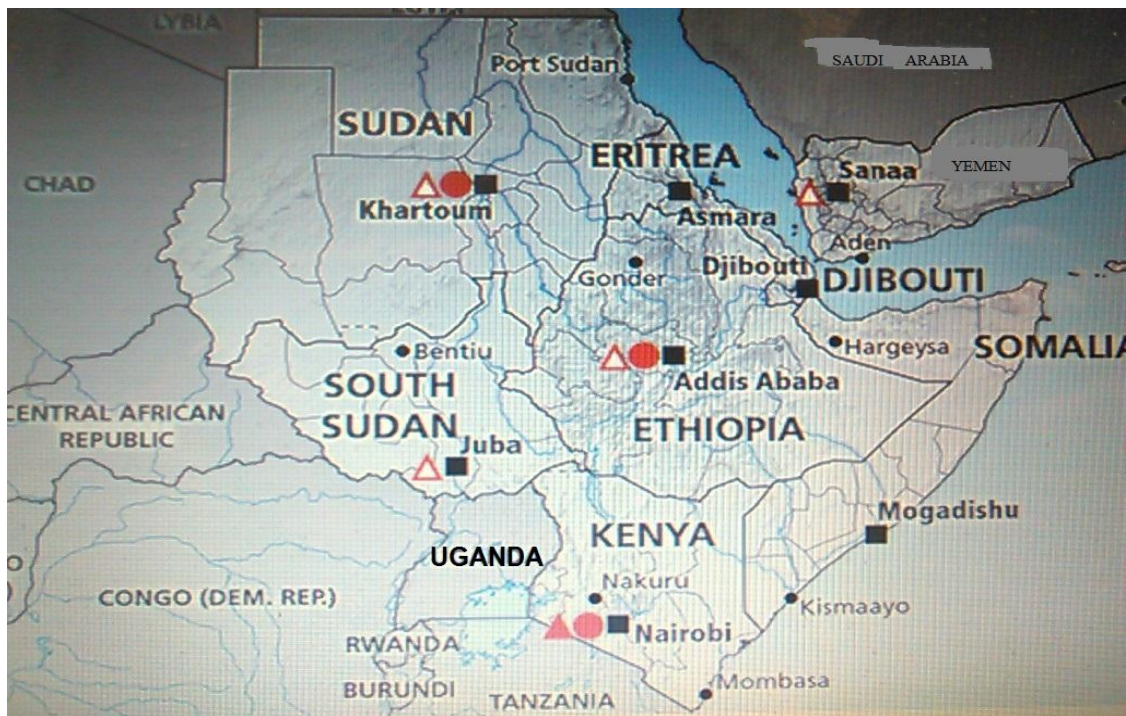 LYBIA
Port Sudan
SAUDI ARABIA
SUDAN
ERITREA
CHAD
Sanaa
YEMEN
Khartoum
Asmara
Aden
Gonder
Djibouti
DJIBOUTI
Bentiu
Hargeysa
SOMALIA
SOUTH
SUDAN
Addis Ababa
CENTRAL AFRICAN
REPUBLIC
ETHIOPIA
Juba
Mogadishu
KENYA
UGANDA
Nakuru
CONGO (DEM. REP.)
Kismaayo
Nairobi
RWANDA
BURUNDI
Mombasa
TANZANIA